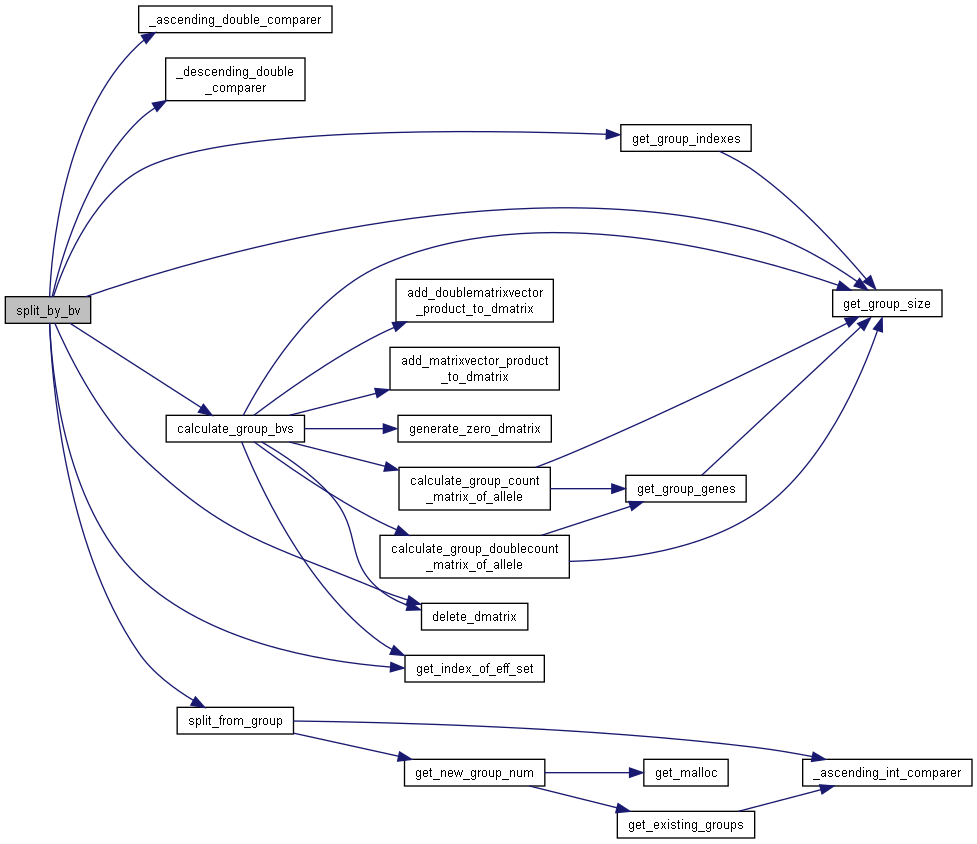 _ascending_double_comparer
_descending_double
_comparer
get_group_indexes
split_by_bv
get_group_size
add_doublematrixvector
_product_to_dmatrix
add_matrixvector_product
_to_dmatrix
calculate_group_bvs
generate_zero_dmatrix
calculate_group_count
_matrix_of_allele
get_group_genes
calculate_group_doublecount
_matrix_of_allele
delete_dmatrix
get_index_of_eff_set
split_from_group
get_new_group_num
get_malloc
_ascending_int_comparer
get_existing_groups